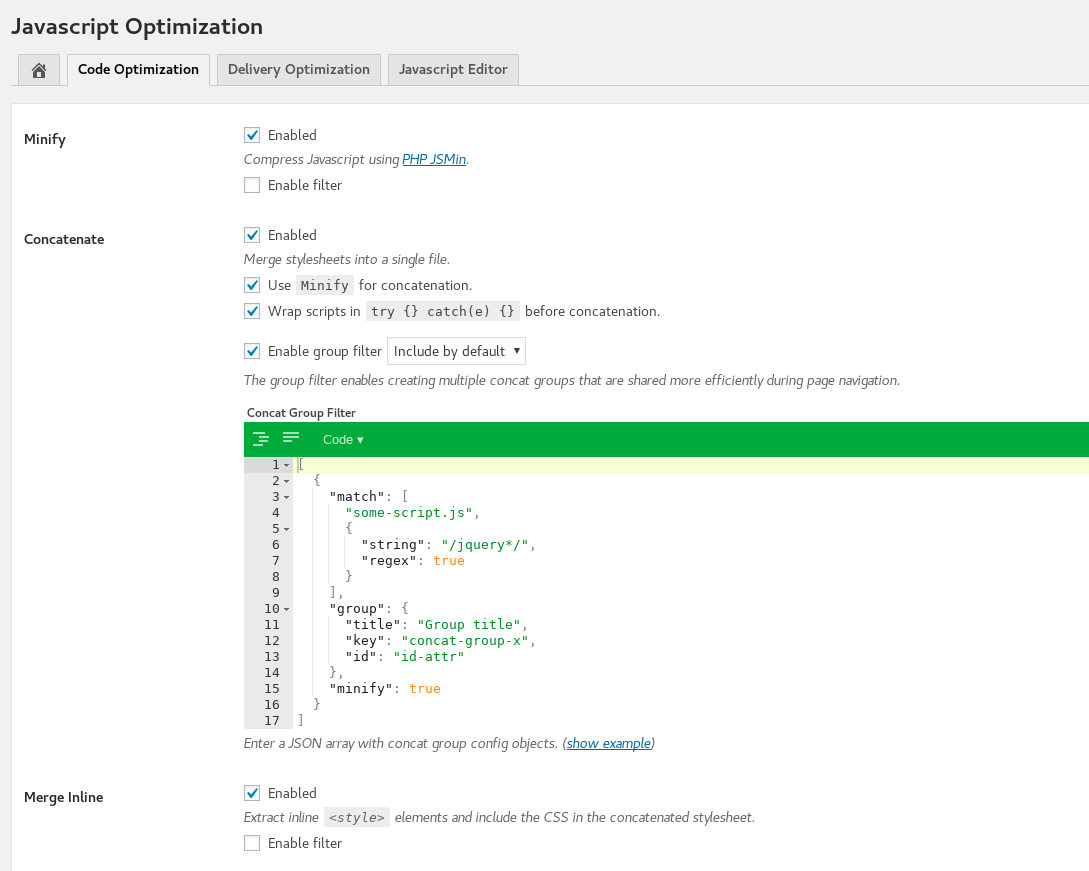 Javascript Optimization
Code Optimization Delivery Optimization Javascript Editor
Minify
Enabled
Compress Javascript using PHP JSMin.
Enable filter
Concatenate
Enabled
Merge stylesheets into a single file.
Use Minify for concatenation.
Wrap scripts in try {} catch(e) {} before concatenation.
Enable group filter Include by default ▾
The group filter enables creating multiple concat groups that are shared more efficiently during page navigation.
Concat Group Filter
Code ▾
1 [
2 {
3 "match": [
4 "some-script.js",
5 {
6 "string": "/jquery*/",
7 "regex": true
8 }
9 ],
10 "group": {
11 "title": "Group title",
12 "key": "concat-group-x",
13 "id": "id-attr"
14 },
15 "minify": true
16 }
17 ]
Enter a JSON array with concat group config objects. (show example)
Merge Inline
Enabled
Extract inline <style> elements and include the CSS in the concatenated stylesheet.
Enable filter